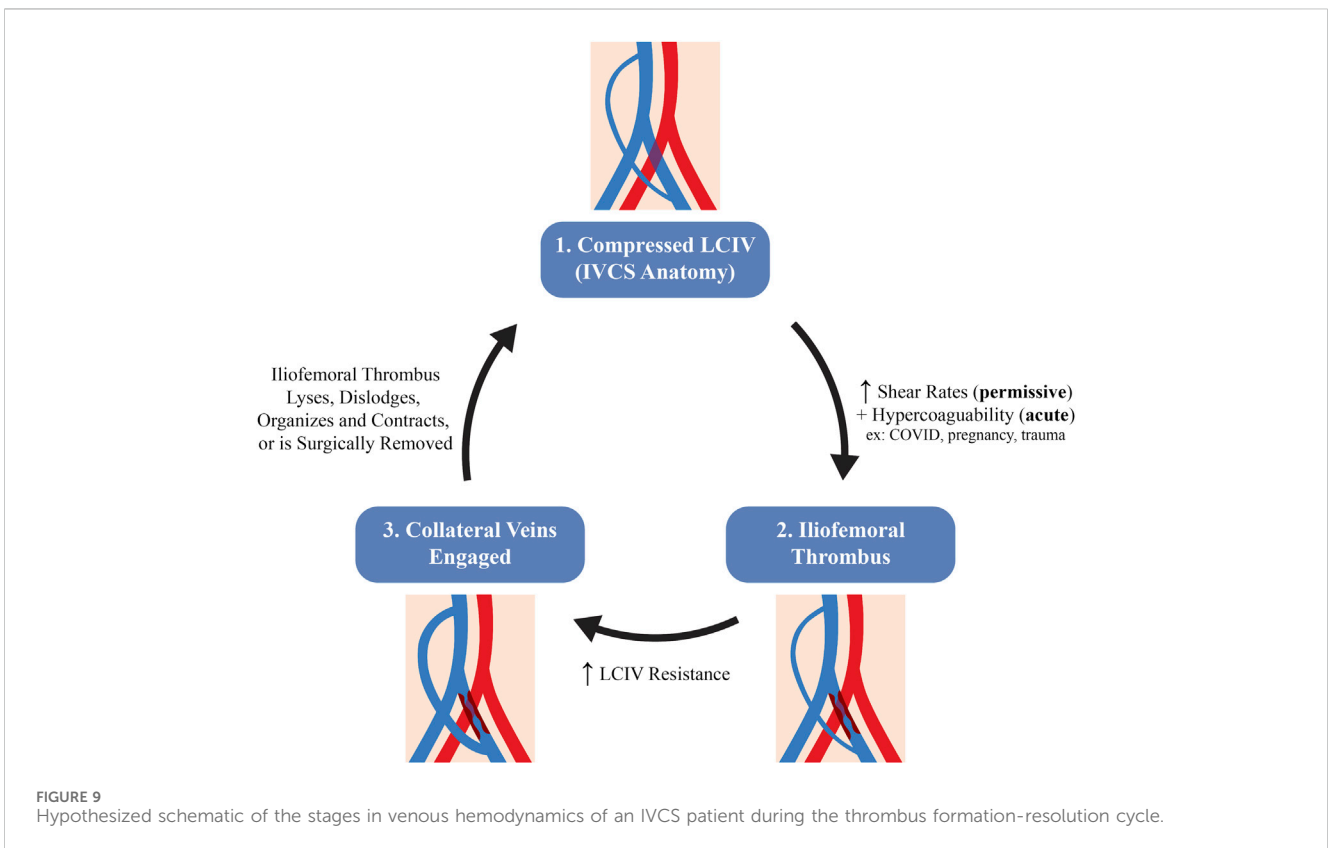 1. Compressed LCIV
(IVCS Anatomy)
↑ Shear Rates (permissive)
+ Hypercoaguability (acute)
ex: COVID, pregnancy, trauma
2. Iliofemoral
Thrombus
↑ LCIV Resistance
3. Collateral Veins
Engaged
Iliofemoral Thrombus
Lyses, Dislodges,
Organizes and Contracts,
or is Surgically Removed
FIGURE 9
Hypothesized schematic of the stages in venous hemodynamics of an IVCS patient during the thrombus formation-resolution cycle.